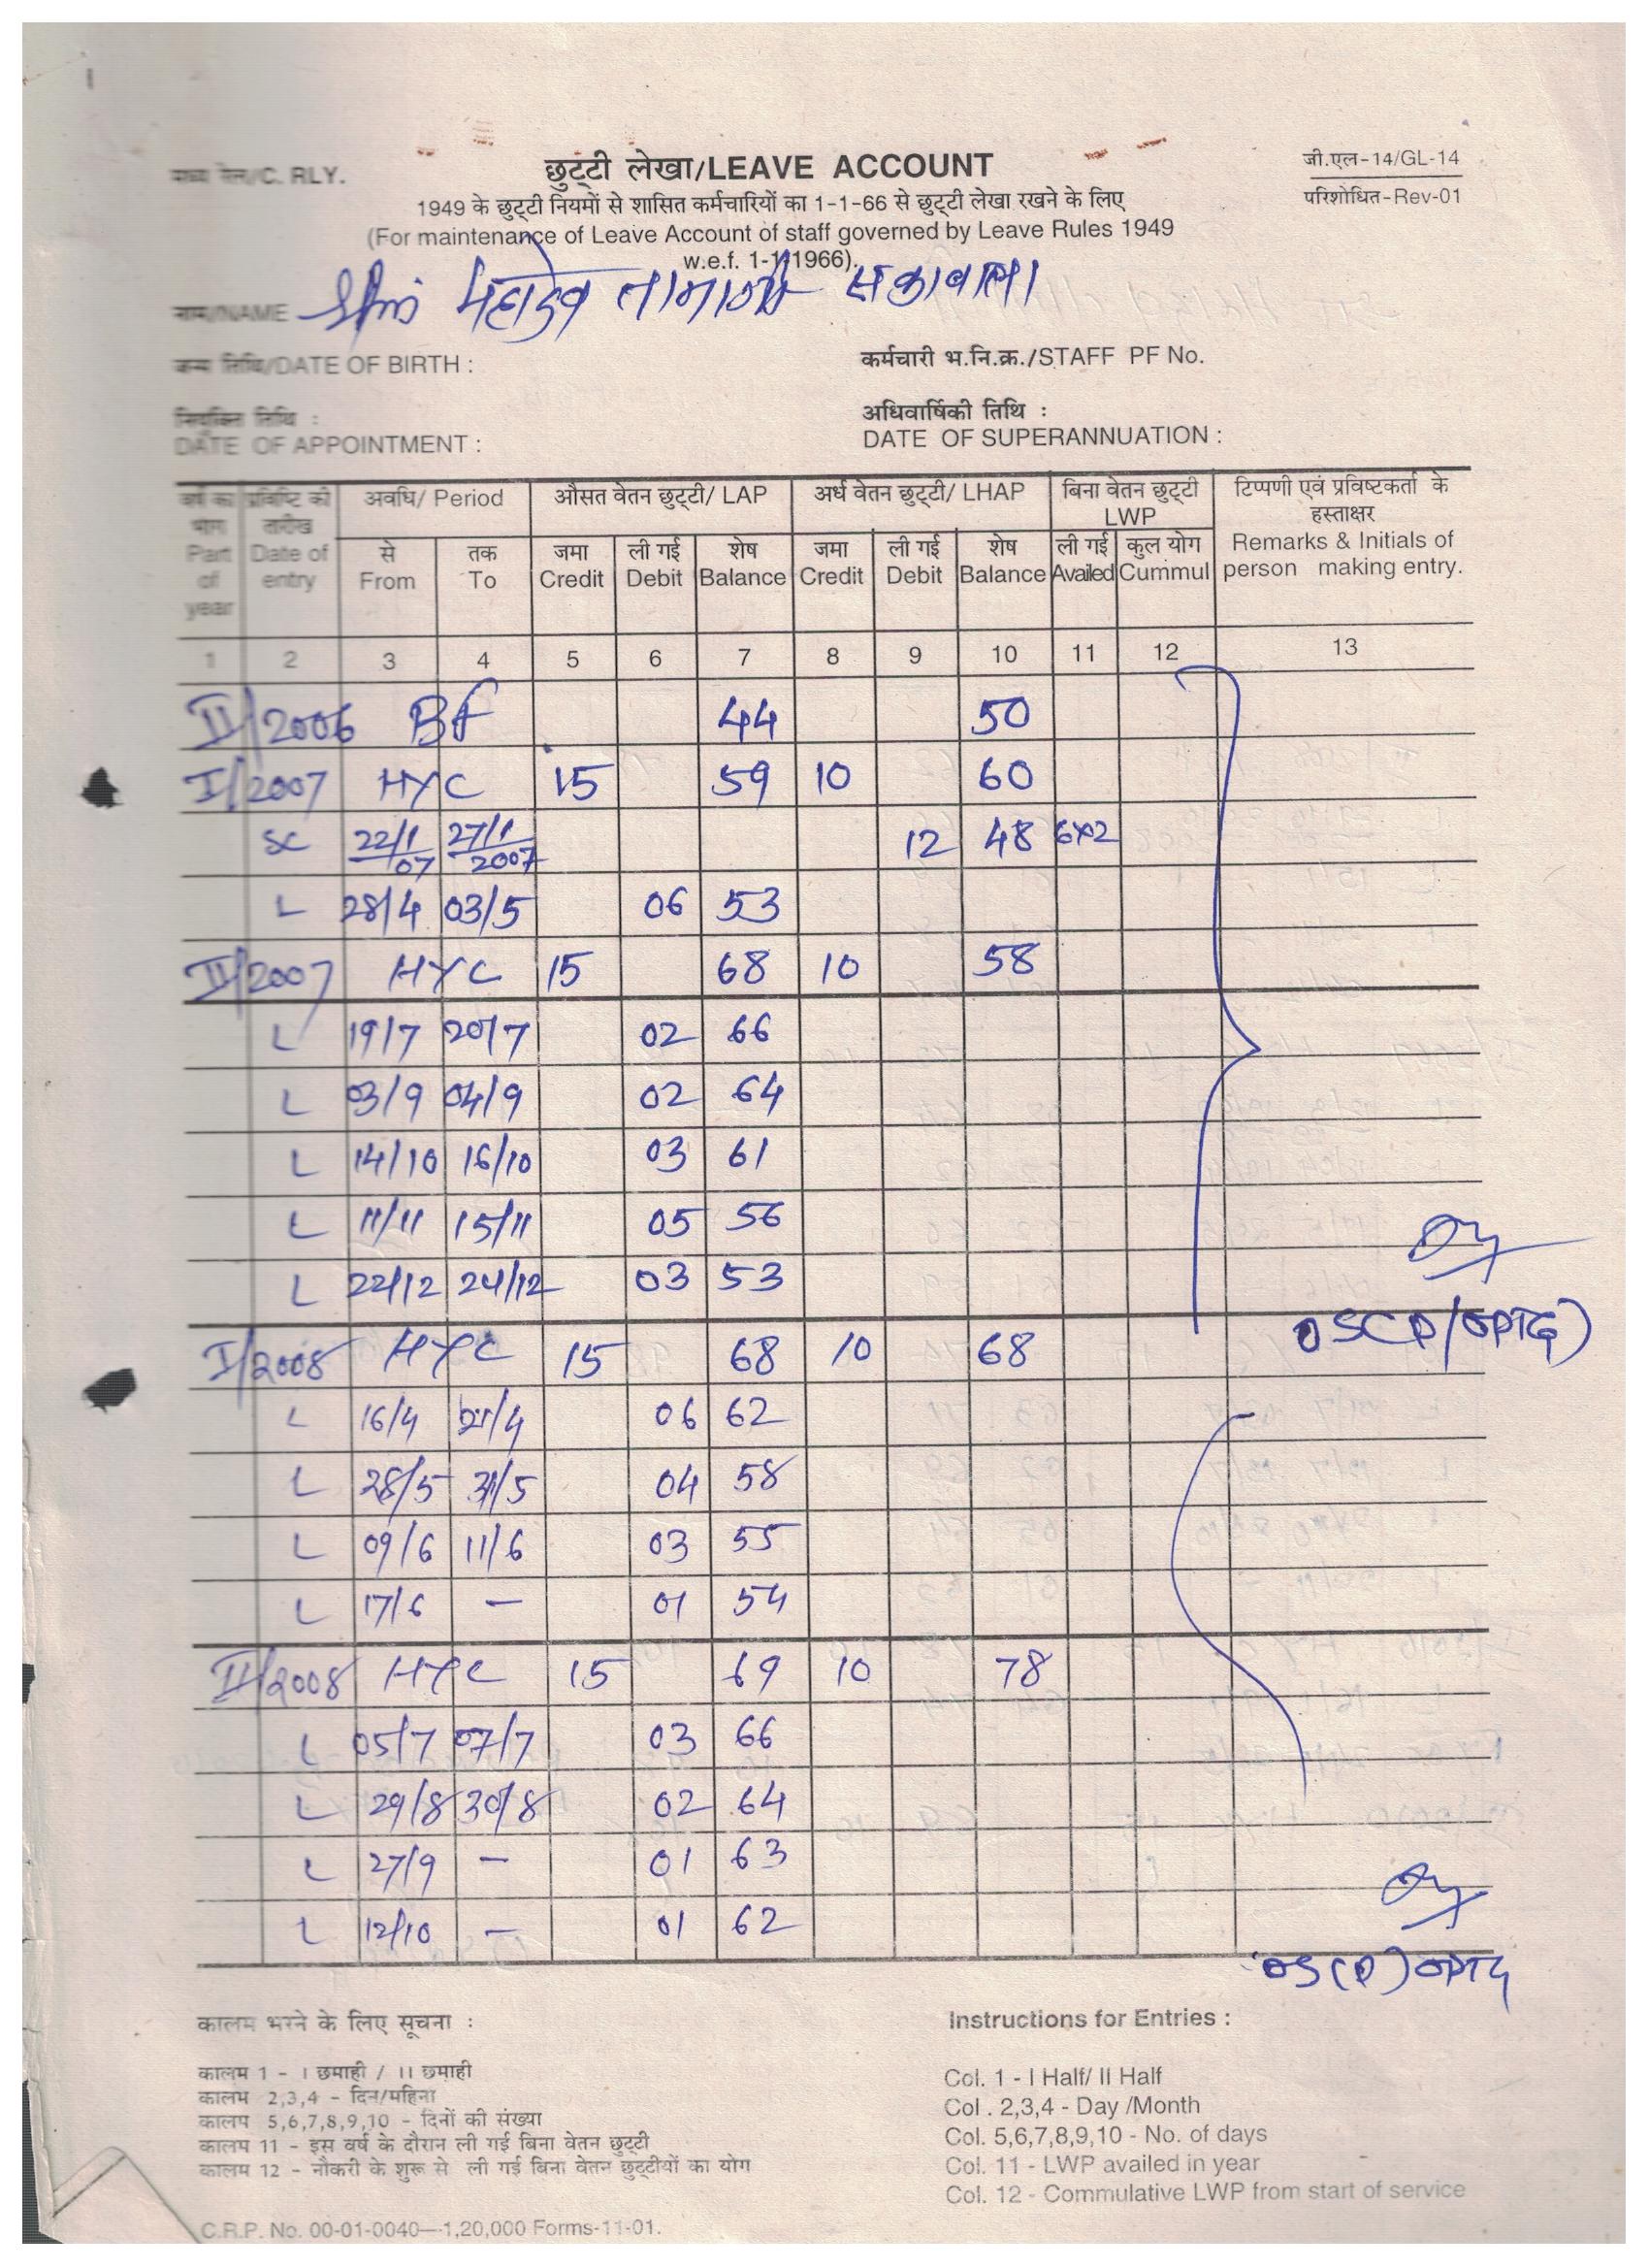 मध्य रेल/C. RLY.
छुट्टी लेखा/LEAVE ACCOUNT
जी.एल-14/GL-14
परिशोधित-Rev-01
1949 के छुट्टी नियमों से शासित कर्मचारियों का 1-1-66 से छुट्टी लेखा रखने के लिए
(For maintenance of Leave Account of staff governed by Leave Rules 1949
w.e.f. 1-1-1966).
नाम/NAME Shri महादेव तानाजी सकावाला
जन्म तिथि/DATE OF BIRTH :
कर्मचारी भ.नि.क्र./STAFF PF No.
नियुक्ति तिथि :
DATE OF APPOINTMENT :
अधिवार्षिकी तिथि :
DATE OF SUPERANNUATION :
वर्ष का भाग Part of year
प्रविष्टि की तारीख Date of entry
अवधि/ Period
औसत वेतन छुट्टी/ LAP
अर्ध वेतन छुट्टी/ LHAP
बिना वेतन छुट्टी LWP
टिप्पणी एवं प्रविष्टकर्ता के हस्ताक्षर
Remarks & Initials of person making entry.
से तक जमा ली गई शेष जमा ली गई शेष ली गई कुल योग
From To Credit Debit Balance Credit Debit Balance Availed Cummul
1 2 3 4 5 6 7 8 9 10 11 12 13
II/2006 BF 44 50
I/2007 HYC 15 59 10 60
SC 22/1/07 27/1/2007 12 48 6x2
L 28/4 03/5 06 53
II/2007 HYC 15 68 10 58
L 19/7 20/7 02 66
L 03/9 04/9 02 64
L 14/10 16/10 03 61
L 11/11 15/11 05 56
L 22/12 24/12 03 53
OSCP/OPTG)
I/2008 HYC 15 68 10 68
L 16/4 21/4 06 62
L 28/5 31/5 04 58
L 09/6 11/6 03 55
L 17/6 — 01 54
II/2008 HYC 15 69 10 78
L 05/7 07/7 03 66
L 29/8 30/8 02 64
L 27/9 — 01 63
L 12/10 — 01 62
OS(P)OPTG
कालम भरने के लिए सूचना :
कालम 1 - I छमाही / II छमाही
कालम 2,3,4 - दिन/महिना
कालम 5,6,7,8,9,10 - दिनों की संख्या
कालम 11 - इस वर्ष के दौरान ली गई बिना वेतन छुट्टी
कालम 12 - नौकरी के शुरू से ली गई बिना वेतन छुट्टीयों का योग
Instructions for Entries :
Col. 1 - I Half/ II Half
Col . 2,3,4 - Day /Month
Col. 5,6,7,8,9,10 - No. of days
Col. 11 - LWP availed in year
Col. 12 - Commulative LWP from start of service
C.R.P. No. 00-01-0040—1,20,000 Forms-11-01.